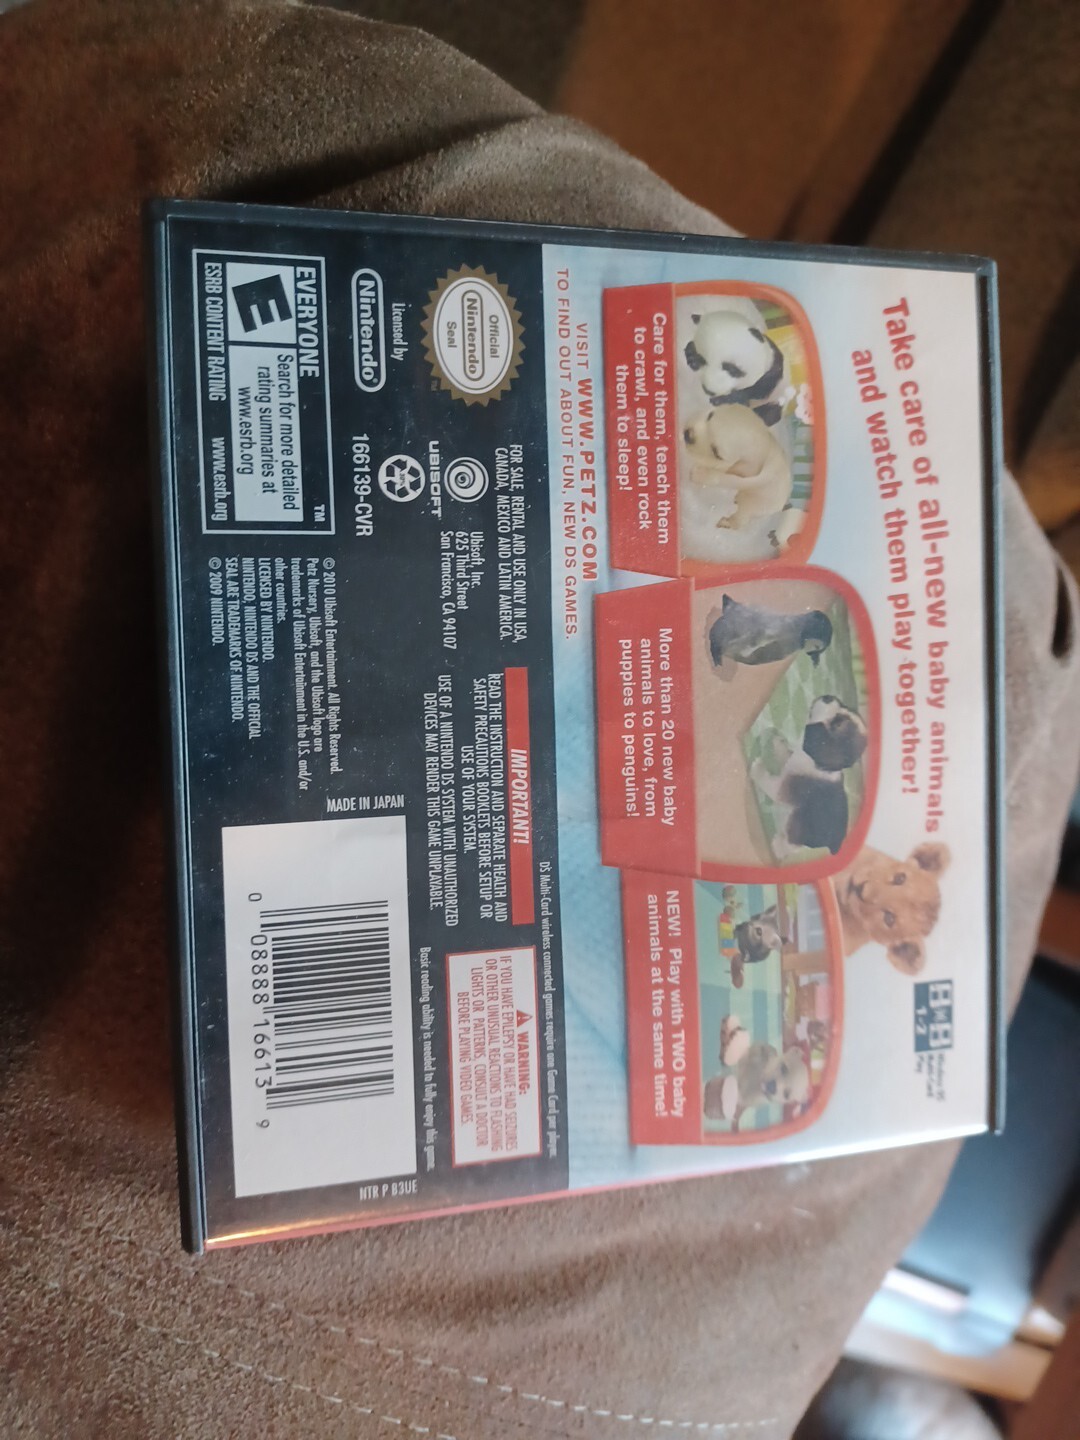 Take care of all-new baby animals
and watch them play together!
1-2
Play
Wireless DS
Multi-Card
Care for them, teach them
to crawl, and even rock
them to sleep!
More than 20 new baby
animals to love, from
puppies to penguins!
NEW! Play with TWO baby
animals at the same time!
VISIT WWW.PETZ.COM
TO FIND OUT ABOUT FUN, NEW DS GAMES.
DS Multi-Card wireless connected games require one Game Card per player.
Official
Nintendo
Seal
Licensed by
Nintendo®
EVERYONE
E
TM
Search for more detailed
rating summaries at
www.esrb.org
ESRB CONTENT RATING www.esrb.org
FOR SALE, RENTAL AND USE ONLY IN USA,
CANADA, MEXICO AND LATIN AMERICA.
UBISOFT
Ubisoft, Inc.
625 Third Street
San Francisco, CA 94107
166139-CVR
© 2010 Ubisoft Entertainment. All Rights Reserved.
Petz Nursery, Ubisoft, and the Ubisoft logo are
trademarks of Ubisoft Entertainment in the U.S. and/or
other countries.
LICENSED BY NINTENDO.
NINTENDO, NINTENDO DS AND THE OFFICIAL
SEAL ARE TRADEMARKS OF NINTENDO.
© 2009 NINTENDO.
IMPORTANT!
READ THE INSTRUCTION AND SEPARATE HEALTH AND
SAFETY PRECAUTIONS BOOKLETS BEFORE SETUP OR
USE OF YOUR SYSTEM.
USE OF A NINTENDO DS SYSTEM WITH UNAUTHORIZED
DEVICES MAY RENDER THIS GAME UNPLAYABLE.
WARNING:
IF YOU HAVE EPILEPSY OR HAVE HAD SEIZURES
OR OTHER UNUSUAL REACTIONS TO FLASHING
LIGHTS OR PATTERNS, CONSULT A DOCTOR
BEFORE PLAYING VIDEO GAMES.
Basic reading ability is needed to fully enjoy this game.
MADE IN JAPAN
0 08888 16613 9
NTR P B3UE